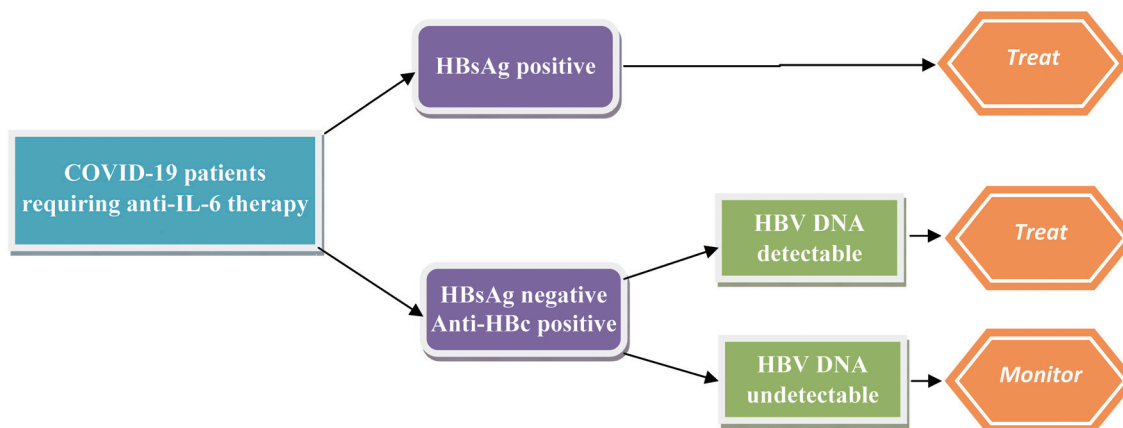 HBsAg positive
Treat
COVID-19 patients
requiring anti-IL-6 therapy
HBV DNA
detectable
Treat
HBsAg negative
Anti-HBc positive
HBV DNA
undetectable
Monitor